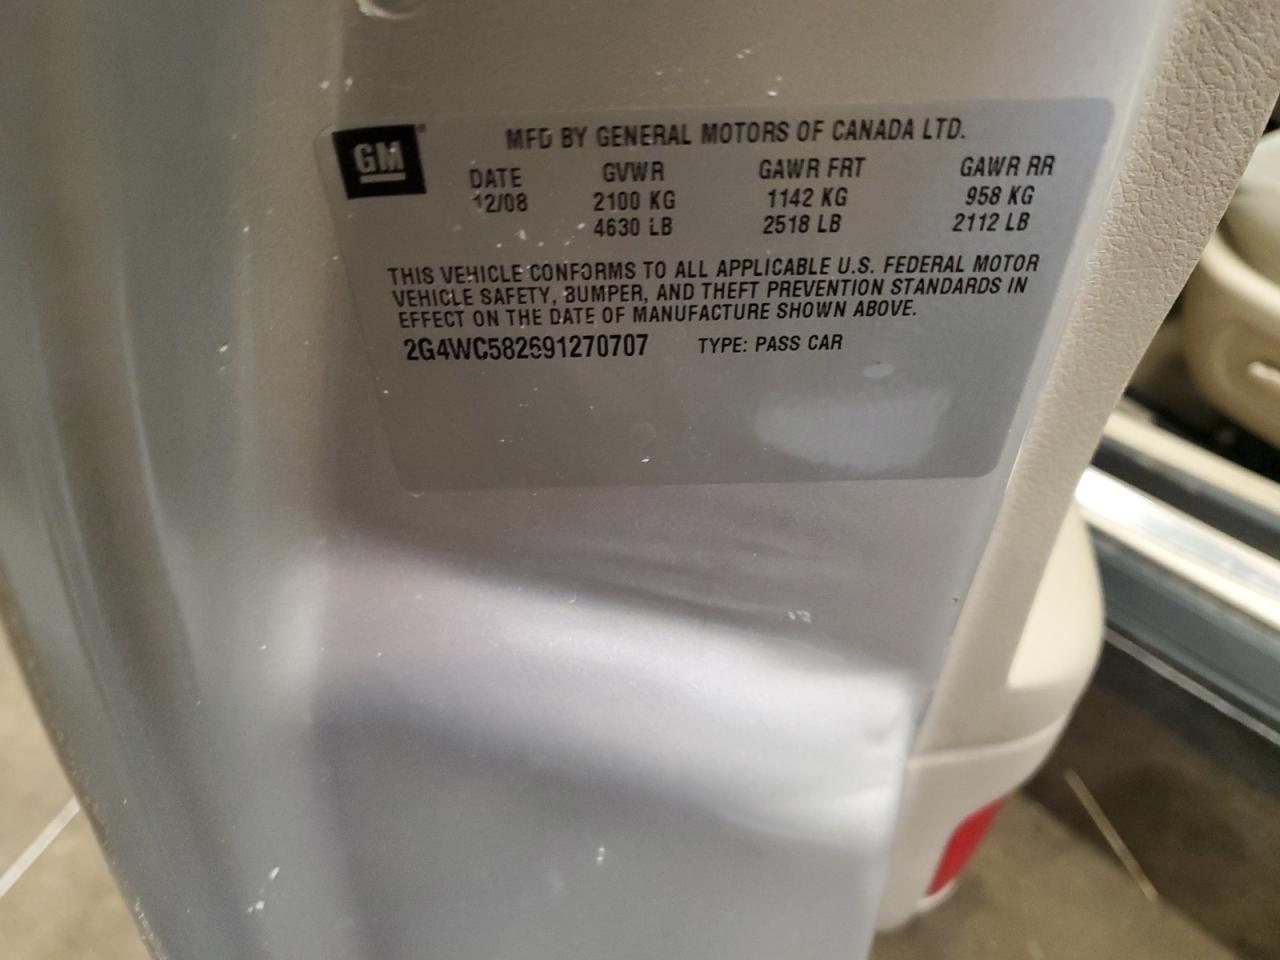 GM
MFD BY GENERAL MOTORS OF CANADA LTD.
DATE GVWR GAWR FRT GAWR RR
12/08 2100 KG 1142 KG 958 KG
4630 LB 2518 LB 2112 LB
THIS VEHICLE CONFORMS TO ALL APPLICABLE U.S. FEDERAL MOTOR
VEHICLE SAFETY, BUMPER, AND THEFT PREVENTION STANDARDS IN
EFFECT ON THE DATE OF MANUFACTURE SHOWN ABOVE.
2G4WC582691270707 TYPE: PASS CAR